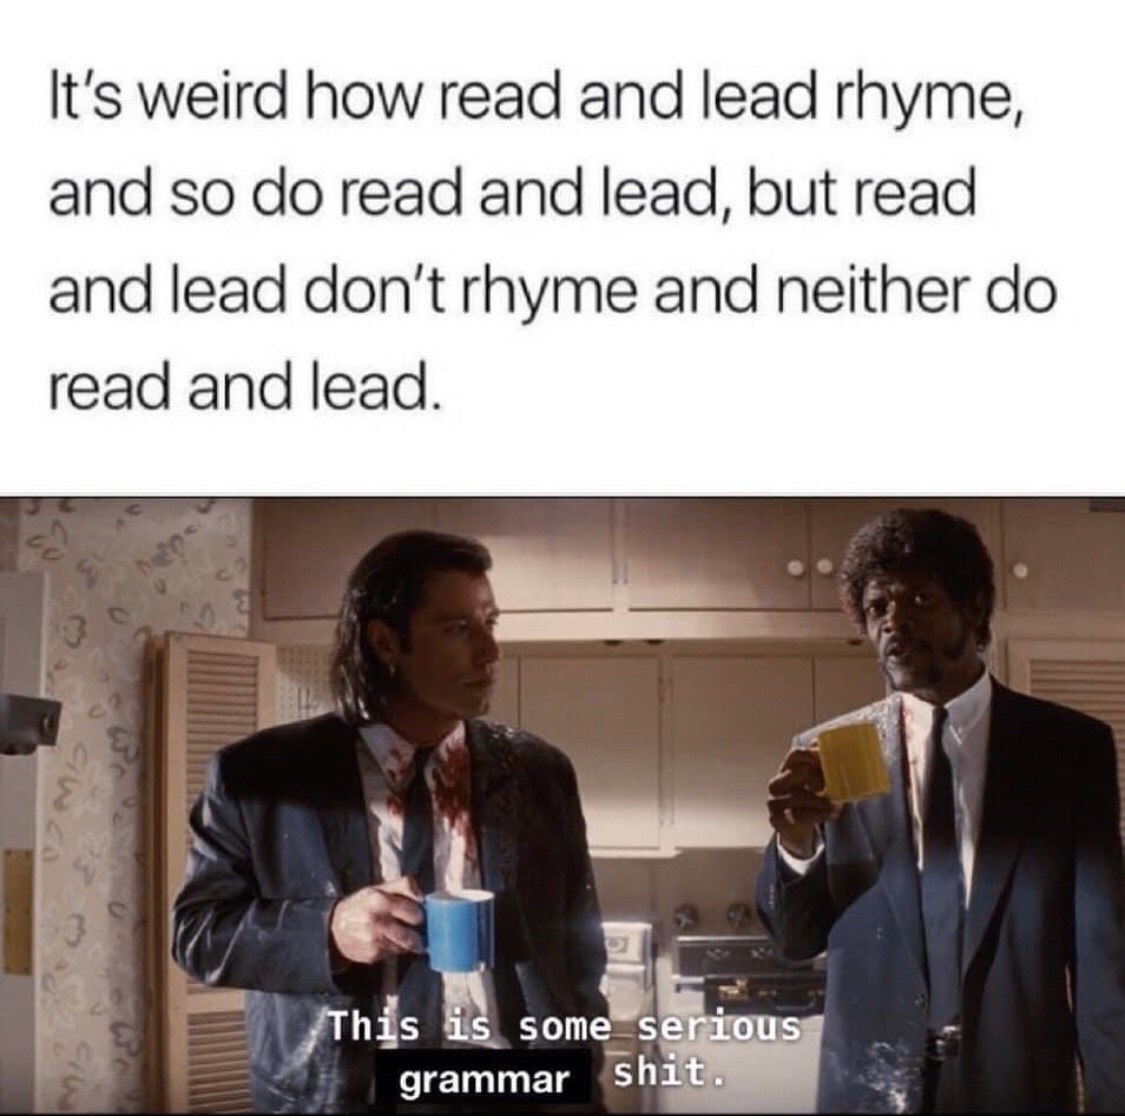 It's weird how read and lead rhyme,
and so do read and lead, but read
and lead don't rhyme and neither do
read and lead.
This is some serious
grammar shit.